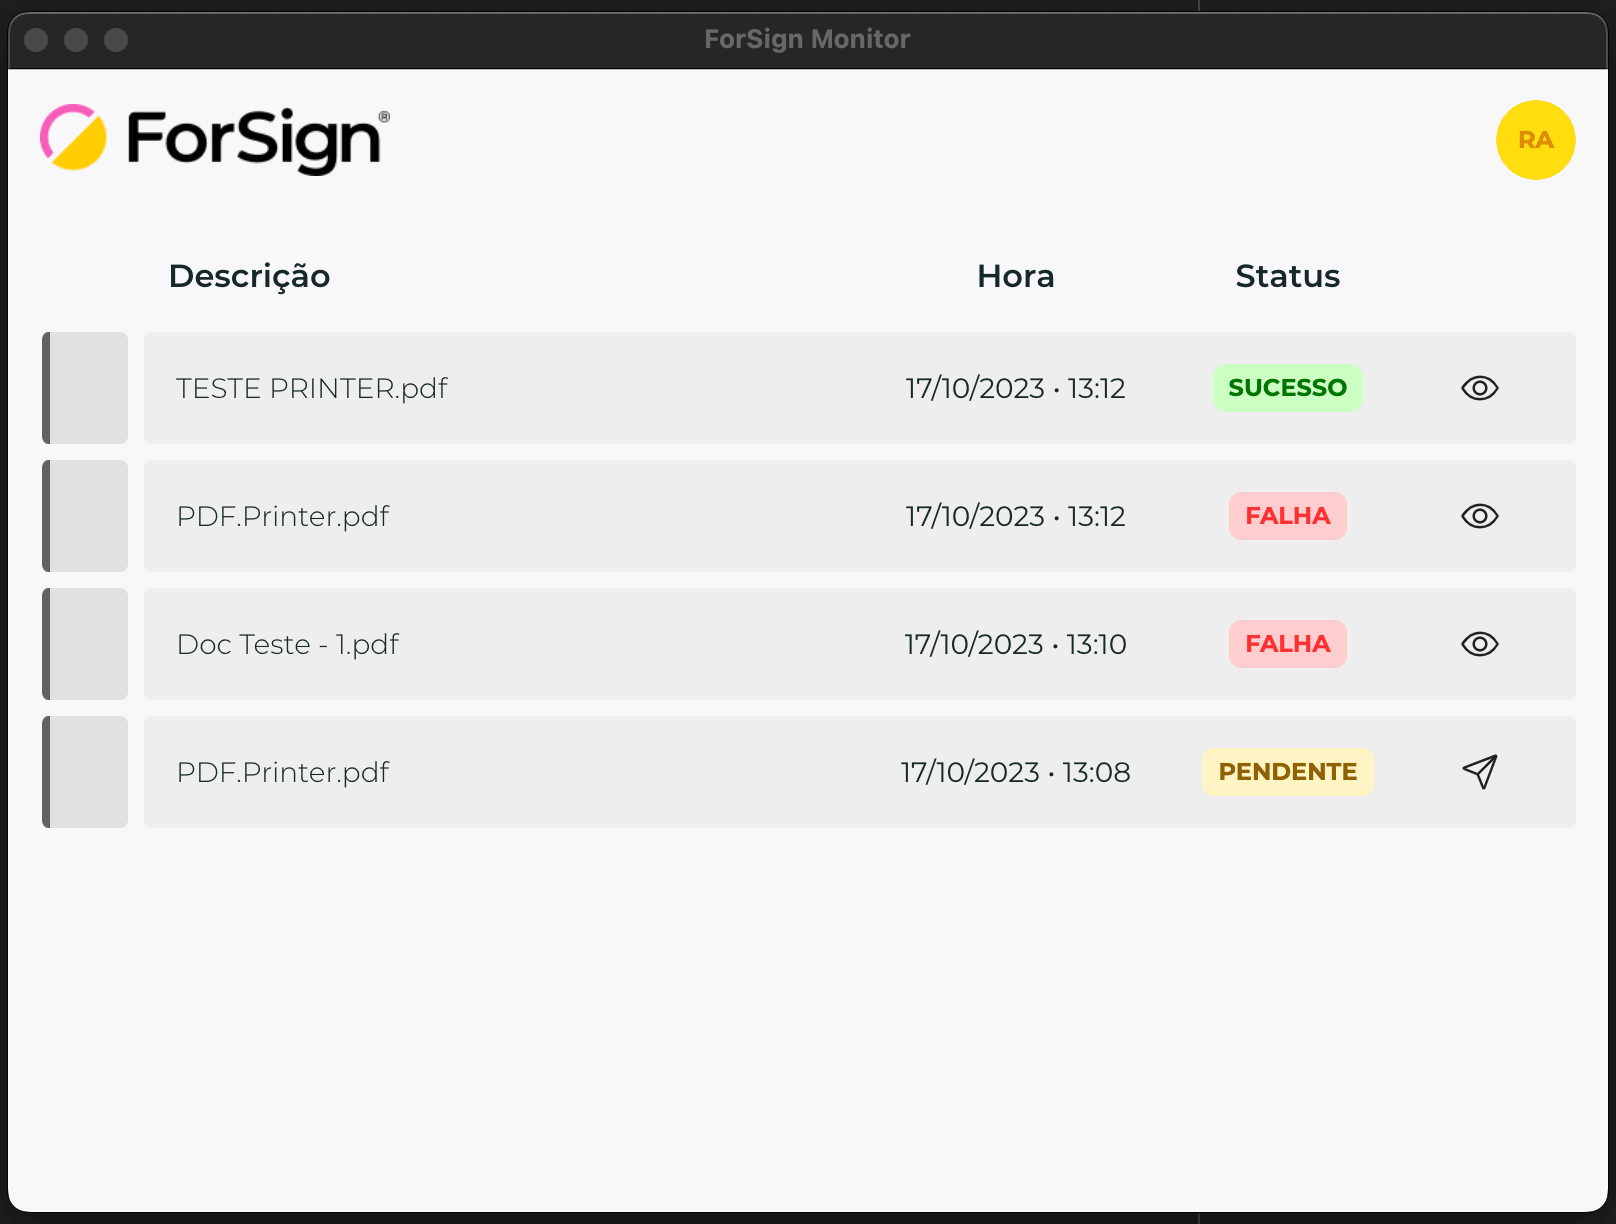 ForSign Monitor
ForSign®
RA
Descrição Hora Status
TESTE PRINTER.pdf 17/10/2023 • 13:12 SUCESSO
PDF.Printer.pdf 17/10/2023 • 13:12 FALHA
Doc Teste - 1.pdf 17/10/2023 • 13:10 FALHA
PDF.Printer.pdf 17/10/2023 • 13:08 PENDENTE